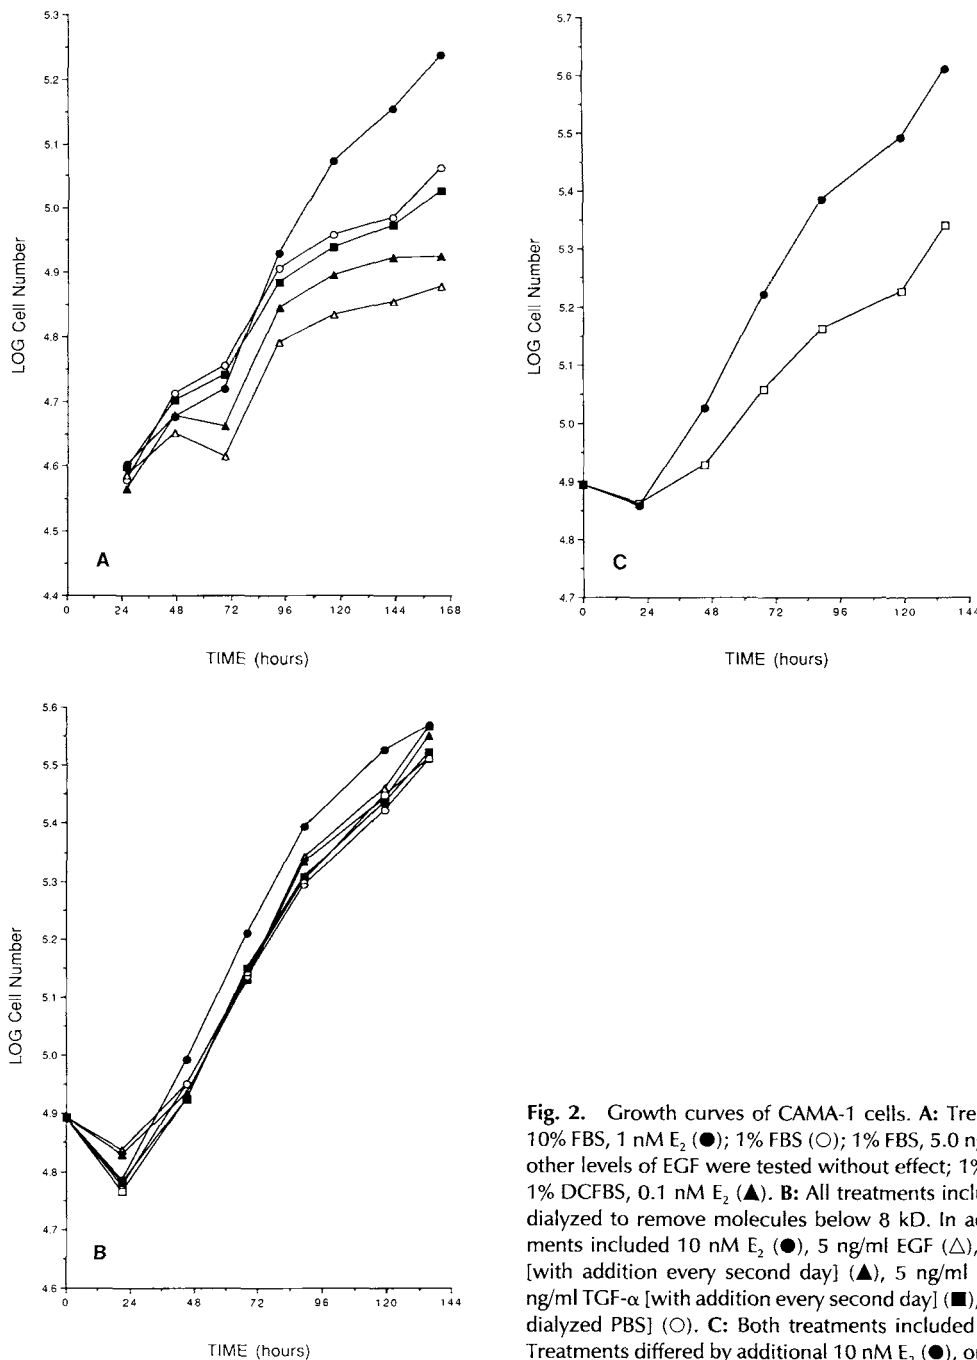 5.3
5.2
5.1
5.0
4.9
4.8
4.7
4.6
4.5
4.4
LOG Cell Number
A
0 24 48 72 96 120 144 168
TIME (hours)
5.7
5.6
5.5
5.4
5.3
5.2
5.1
5.0
4.9
4.8
4.7
LOG Cell Number
C
0 24 48 72 96 120 144
TIME (hours)
5.6
5.5
5.4
5.3
5.2
5.1
5.0
4.9
4.8
4.7
4.6
LOG Cell Number
B
0 24 48 72 96 120 144
TIME (hours)
Fig. 2. Growth curves of CAMA-1 cells. A: Tre
10% FBS, 1 nM E₂ (●); 1% FBS (○); 1% FBS, 5.0 n
other levels of EGF were tested without effect; 1%
1% DCFBS, 0.1 nM E₂ (▲). B: All treatments inclu
dialyzed to remove molecules below 8 kD. In ad
ments included 10 nM E₂ (●), 5 ng/ml EGF (△),
[with addition every second day] (▲), 5 ng/ml
ng/ml TGF-α [with addition every second day] (■),
dialyzed PBS] (○). C: Both treatments included
Treatments differed by additional 10 nM E₂ (●), o